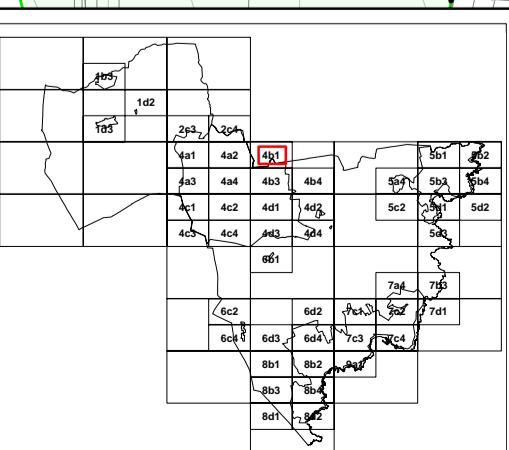 1b3
1d2
1d3 2c3 2c4
4a1 4a2 4b1 5b1 5b2
4a3 4a4 4b3 4b4 5a4 5b3 5b4
4c1 4c2 4d1 4d2 5c2 5d1 5d2
4c3 4c4 4d3 4d4 5d3
6b1
7a4 7b3
6c2 6d2 7c1 7c2 7d1
6c4 6d3 6d4 7c3 7c4
8b1 8b2 9a1
8b3 8b4
8d1 8d2